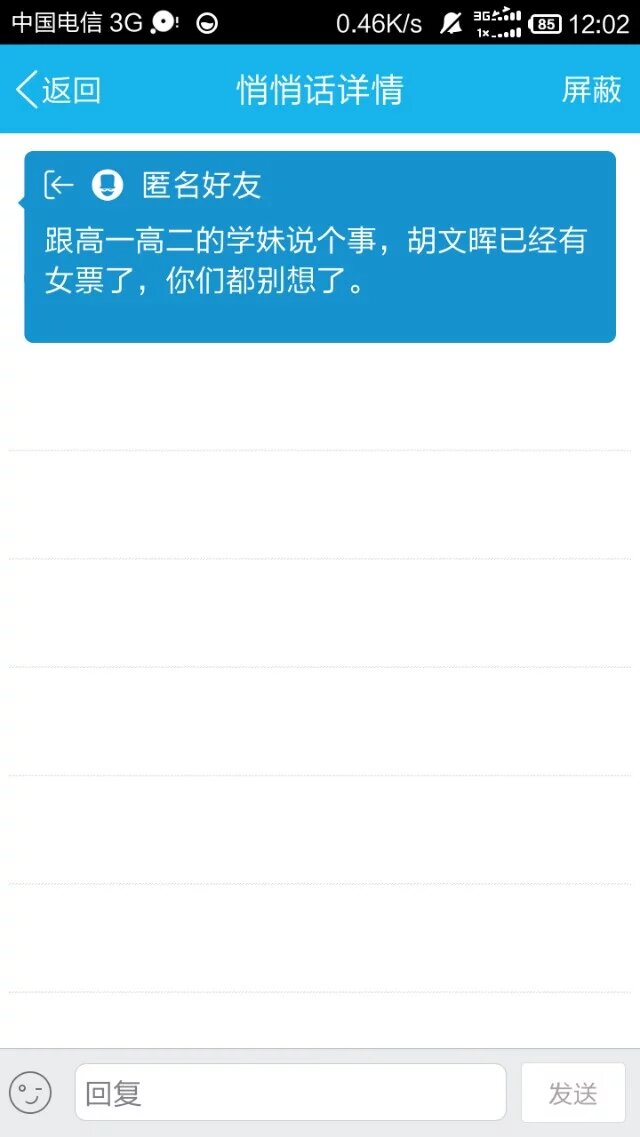 中国电信 3G 0.46K/s 3G 1x 85 12:02
返回 悄悄话详情 屏蔽
匿名好友
跟高一高二的学妹说个事，胡文晖已经有
女票了，你们都别想了。
回复 发送